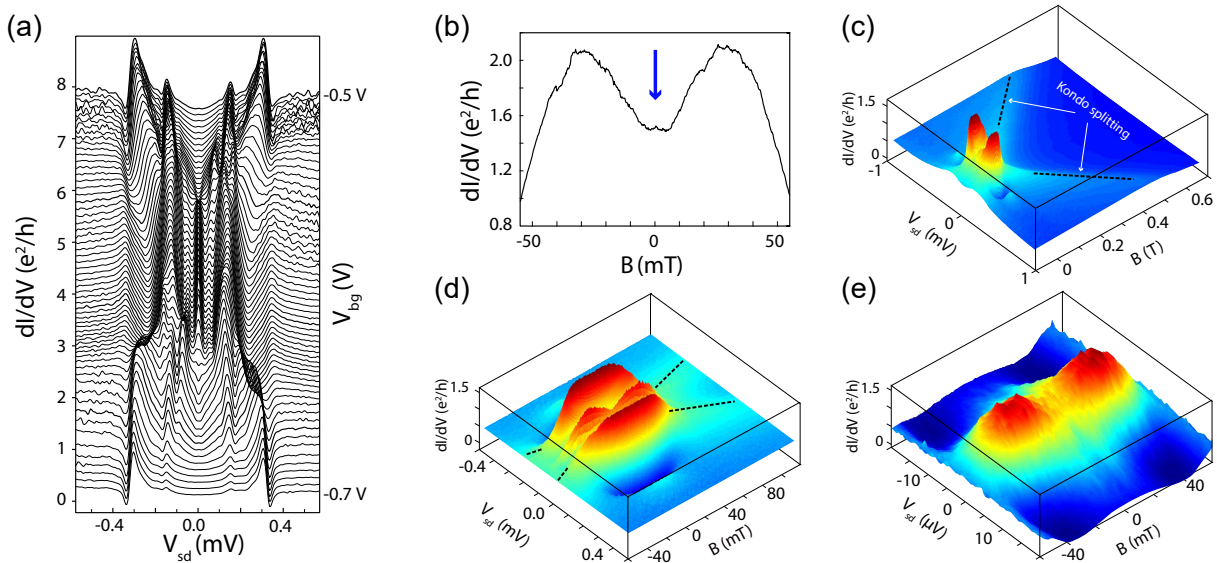 (a)
8
7
6
5
4
3
2
1
0
dI/dV (e²/h)
-0.5 V
V_bg (V)
-0.7 V
-0.4
0.0
0.4
V_sd (mV)
(b)
2.0
1.6
1.2
0.8
dI/dV (e²/h)
-50
0
50
B (mT)
(c)
1.5
0
dI/dV (e²/h)
-1
0
1
V_sd (mV)
Kondo splitting
0
0.2
0.4
0.6
B (T)
(d)
1.5
0
dI/dV (e²/h)
-0.4
0.0
0.4
V_sd (mV)
-40
0
40
80
B (mT)
(e)
1.5
0
dI/dV (e²/h)
-10
0
10
V_sd (μV)
-40
0
40
B (mT)